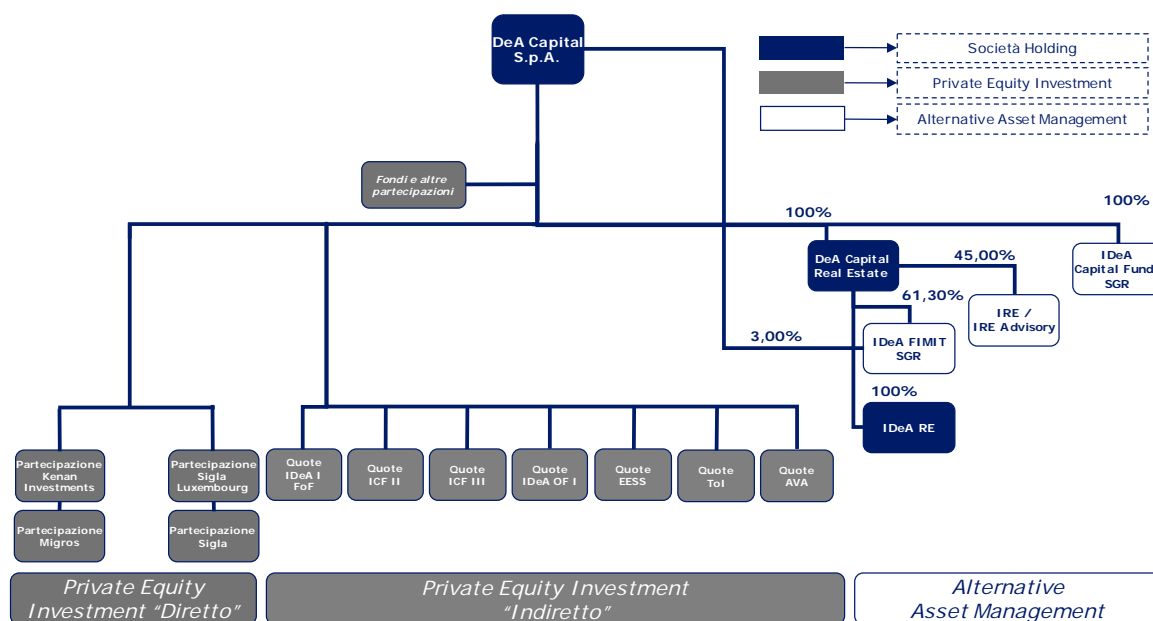 DeA Capital
S.p.A.
Società Holding
Private Equity Investment
Alternative Asset Management
Fondi e altre
partecipazioni
100%
100%
DeA Capital
Real Estate
45,00%
IDeA
Capital Fund
SGR
61,30%
IRE /
IRE Advisory
3,00%
IDeA FIMIT
SGR
100%
IDeA RE
Partecipazione
Kenan
Investments
Partecipazione
Sigla
Luxembourg
Quote
IDeA I
FoF
Quote
ICF II
Quote
ICF III
Quote
IDeA OF I
Quote
EESS
Quote
ToI
Quote
AVA
Partecipazione
Migros
Partecipazione
Sigla
Private Equity
Investment “Diretto”
Private Equity Investment
“Indiretto”
Alternative
Asset Management